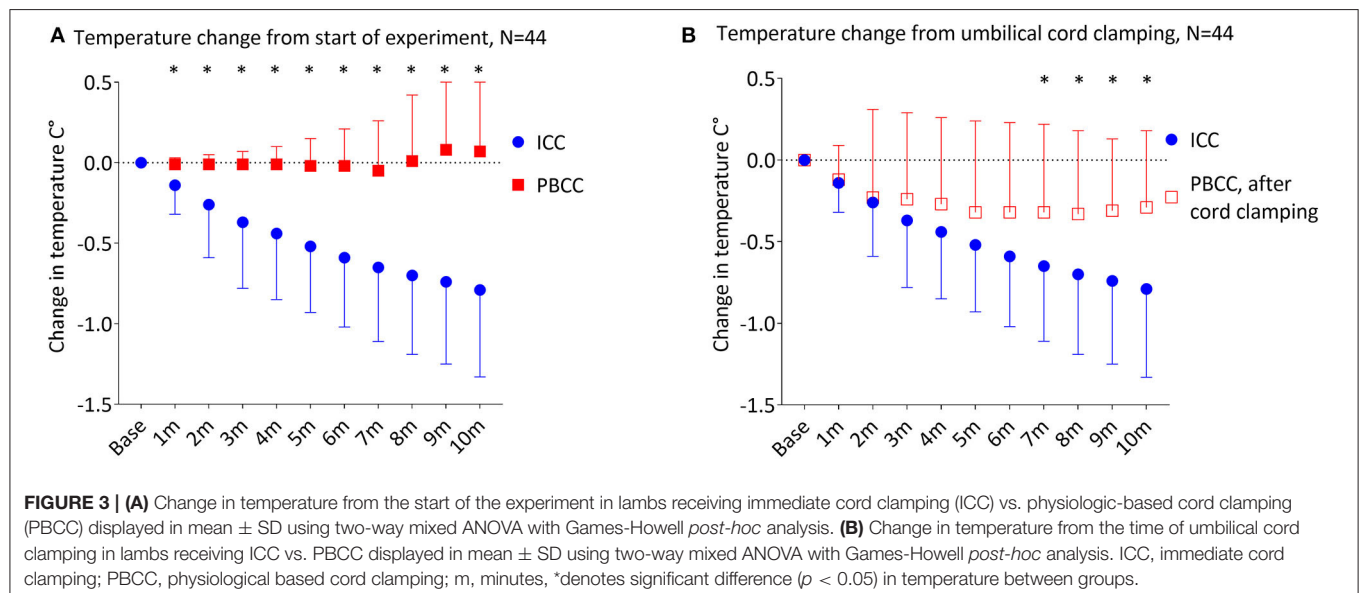 A Temperature change from start of experiment, N=44
* * * * * * * * * *
0.5
0.0
-0.5
-1.0
-1.5
Change in temperature C°
Base 1m 2m 3m 4m 5m 6m 7m 8m 9m 10m
ICC
PBCC
B Temperature change from umbilical cord clamping, N=44
* * * *
0.5
0.0
-0.5
-1.0
-1.5
Change in temperature C°
Base 1m 2m 3m 4m 5m 6m 7m 8m 9m 10m
ICC
PBCC, after
cord clamping
FIGURE 3 | (A) Change in temperature from the start of the experiment in lambs receiving immediate cord clamping (ICC) vs. physiologic-based cord clamping
(PBCC) displayed in mean ± SD using two-way mixed ANOVA with Games-Howell post-hoc analysis. (B) Change in temperature from the time of umbilical cord
clamping in lambs receiving ICC vs. PBCC displayed in mean ± SD using two-way mixed ANOVA with Games-Howell post-hoc analysis. ICC, immediate cord
clamping; PBCC, physiological based cord clamping; m, minutes, *denotes significant difference (p < 0.05) in temperature between groups.